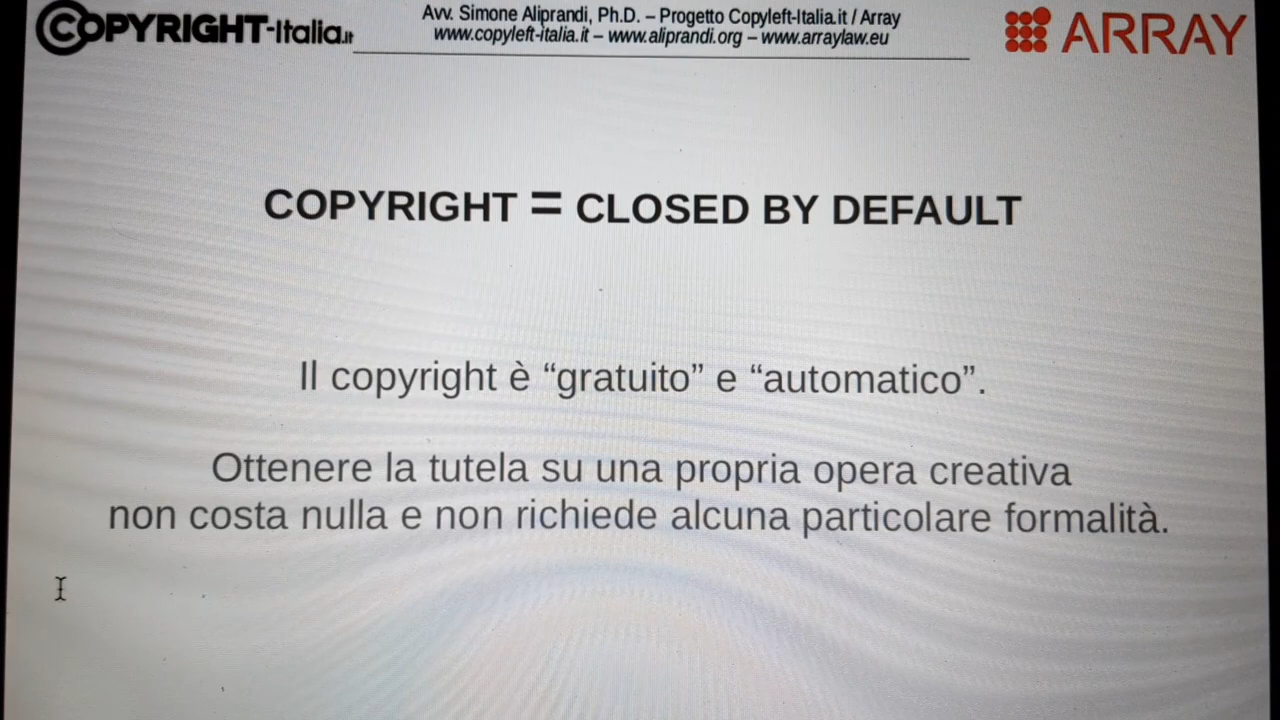 COPYRIGHT-Italia.it
Avv. Simone Aliprandi, Ph.D. – Progetto Copyleft-Italia.it / Array
www.copyleft-italia.it – www.aliprandi.org – www.arraylaw.eu
ARRAY
COPYRIGHT = CLOSED BY DEFAULT
Il copyright è “gratuito” e “automatico”.
Ottenere la tutela su una propria opera creativa
non costa nulla e non richiede alcuna particolare formalità.